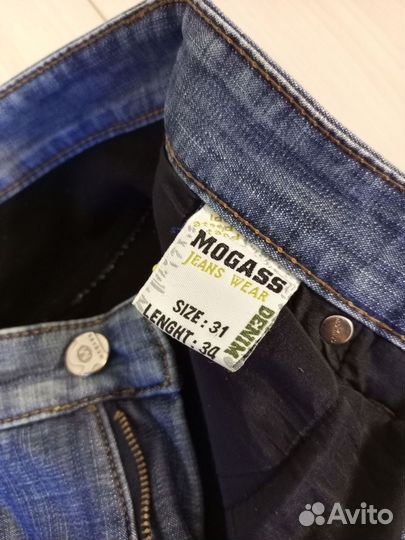 MOGASS
JEANS WEAR
SIZE : 31
LENGHT : 34
DENIM
Avito